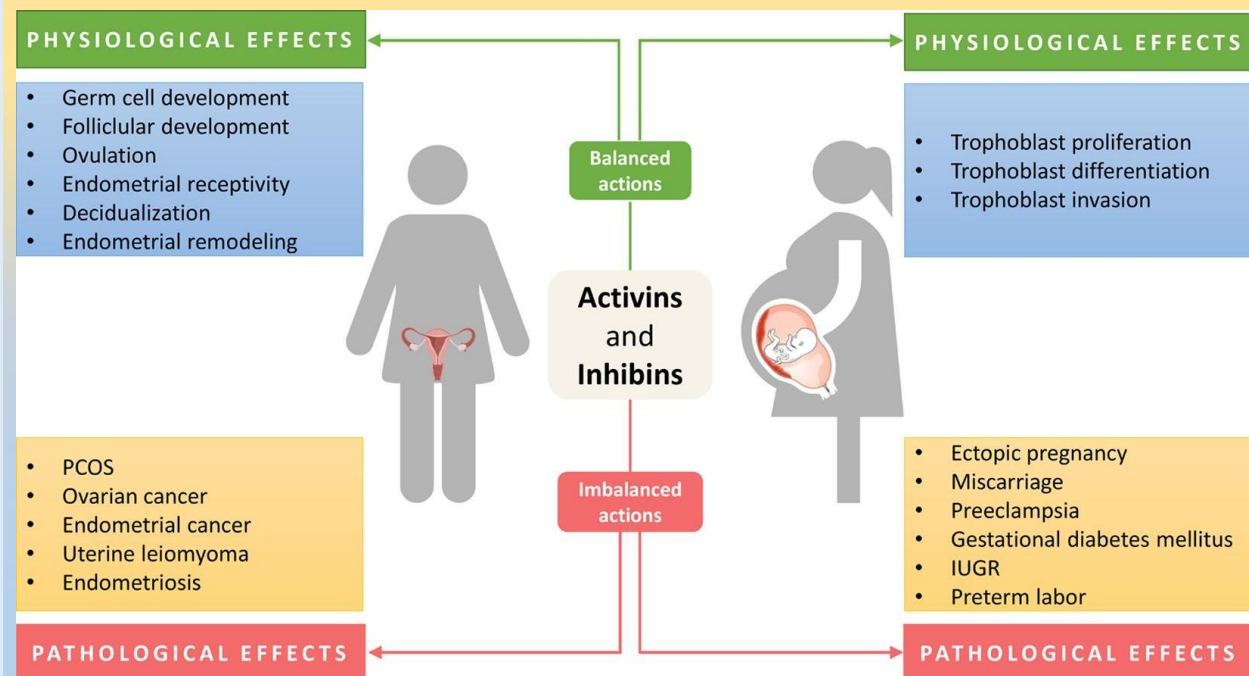 PHYSIOLOGICAL EFFECTS
• Germ cell development
• Follicular development
• Ovulation
• Endometrial receptivity
• Decidualization
• Endometrial remodeling
Balanced
actions
PHYSIOLOGICAL EFFECTS
• Trophoblast proliferation
• Trophoblast differentiation
• Trophoblast invasion
Activins
and
Inhibins
• PCOS
• Ovarian cancer
• Endometrial cancer
• Uterine leiomyoma
• Endometriosis
PATHOLOGICAL EFFECTS
Imbalanced
actions
• Ectopic pregnancy
• Miscarriage
• Preeclampsia
• Gestational diabetes mellitus
• IUGR
• Preterm labor
PATHOLOGICAL EFFECTS